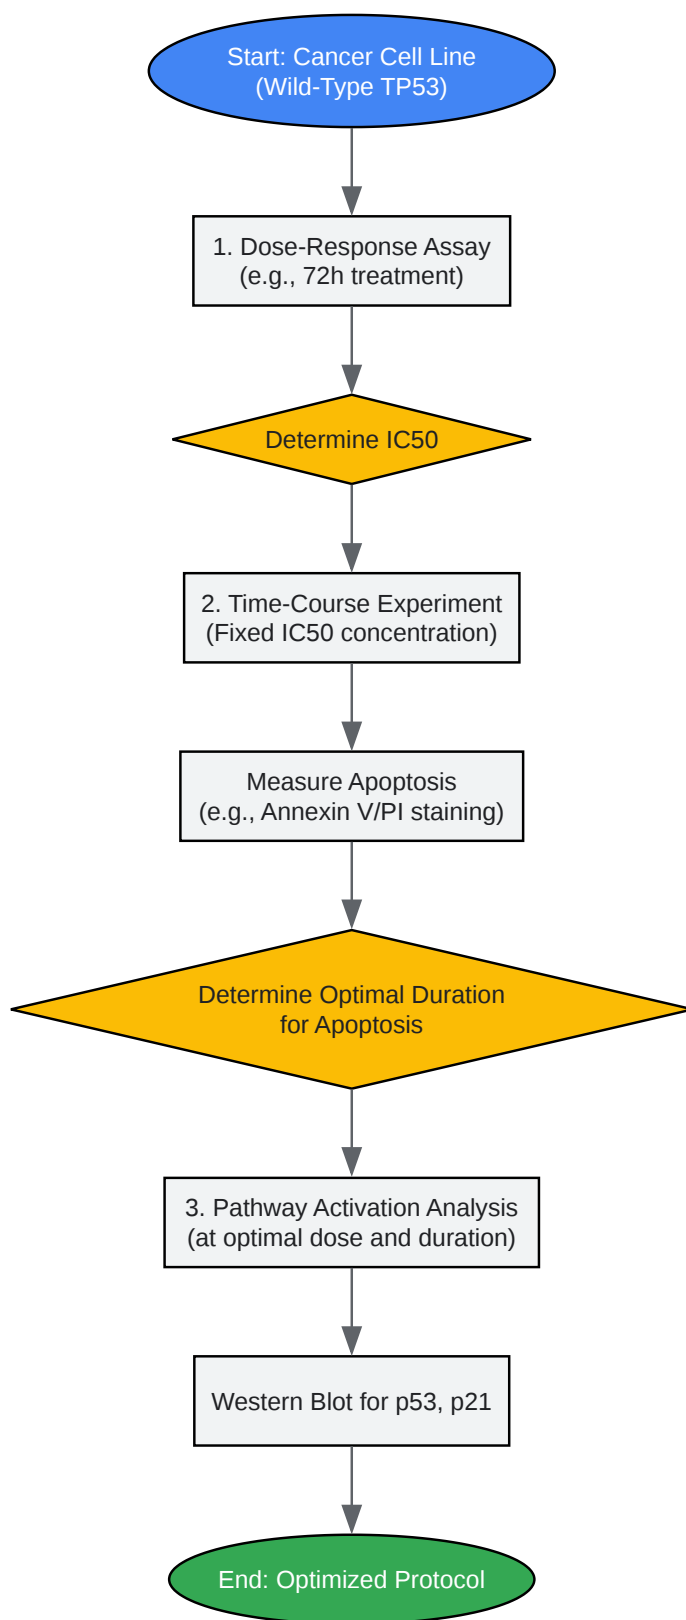 Start: Cancer Cell Line
(Wild-Type TP53)
1. Dose-Response Assay
(e.g., 72h treatment)
Determine IC50
2. Time-Course Experiment
(Fixed IC50 concentration)
Measure Apoptosis
(e.g., Annexin V/PI staining)
Determine Optimal Duration
for Apoptosis
3. Pathway Activation Analysis
(at optimal dose and duration)
Western Blot for p53, p21
End: Optimized Protocol